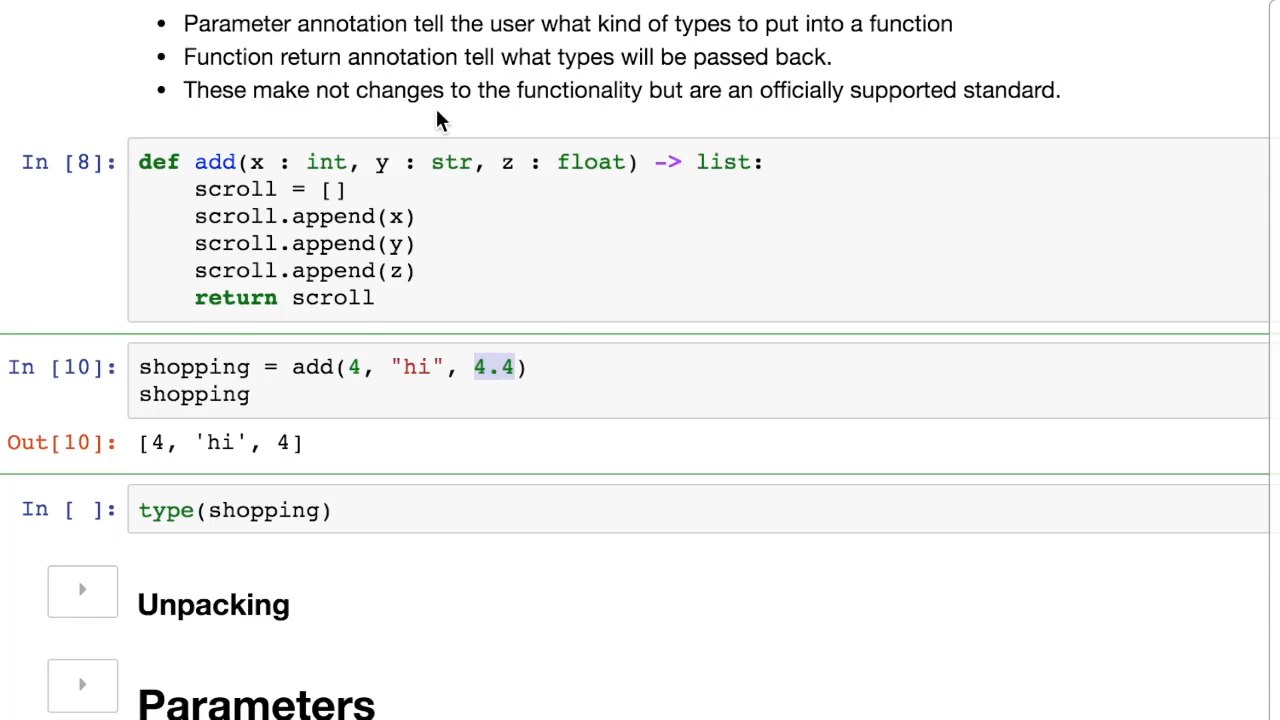 • Parameter annotation tell the user what kind of types to put into a function
• Function return annotation tell what types will be passed back.
• These make not changes to the functionality but are an officially supported standard.
In [8]: def add(x : int, y : str, z : float) -> list:
    scroll = []
    scroll.append(x)
    scroll.append(y)
    scroll.append(z)
    return scroll
In [10]: shopping = add(4, "hi", 4.4)
shopping
Out[10]: [4, 'hi', 4]
In [ ]: type(shopping)
Unpacking
Parameters